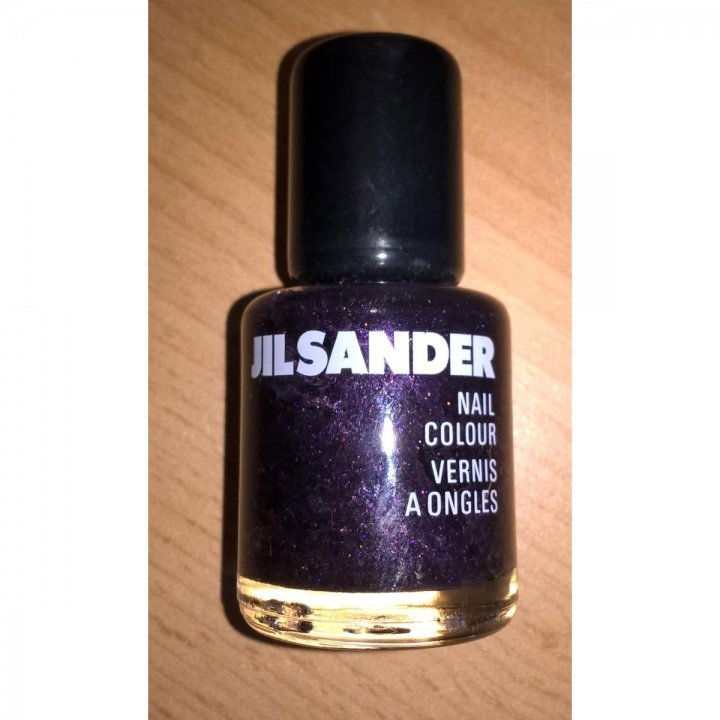 JILSANDER
NAIL
COLOUR
VERNIS
A ONGLES